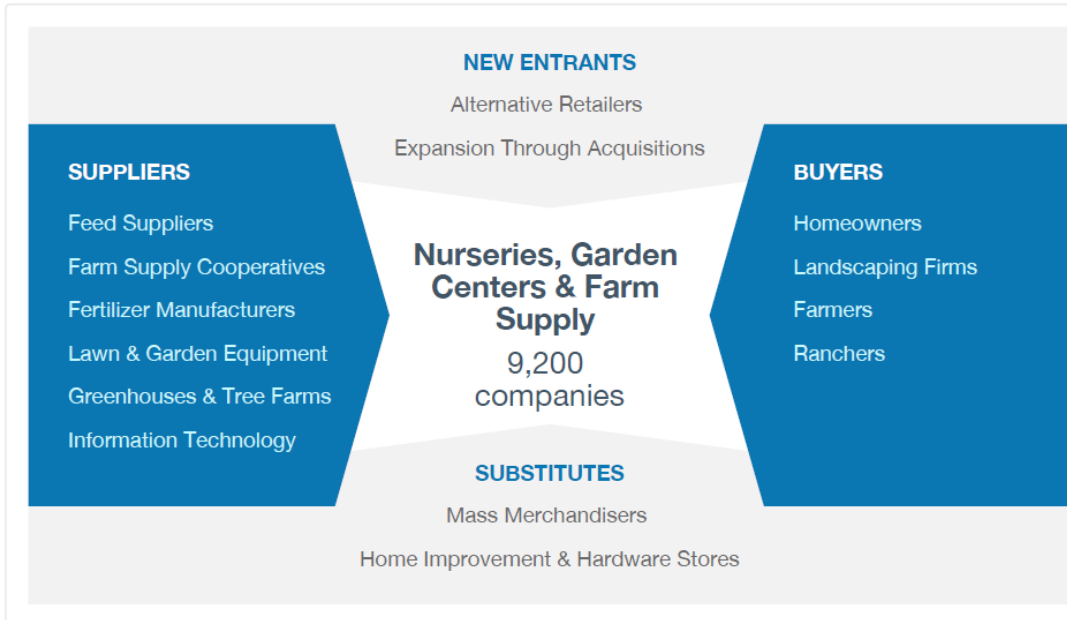 NEW ENTRANTS
Alternative Retailers
Expansion Through Acquisitions
SUPPLIERS
Feed Suppliers
Farm Supply Cooperatives
Fertilizer Manufacturers
Lawn & Garden Equipment
Greenhouses & Tree Farms
Information Technology
Nurseries, Garden
Centers & Farm
Supply
9,200
companies
BUYERS
Homeowners
Landscaping Firms
Farmers
Ranchers
SUBSTITUTES
Mass Merchandisers
Home Improvement & Hardware Stores